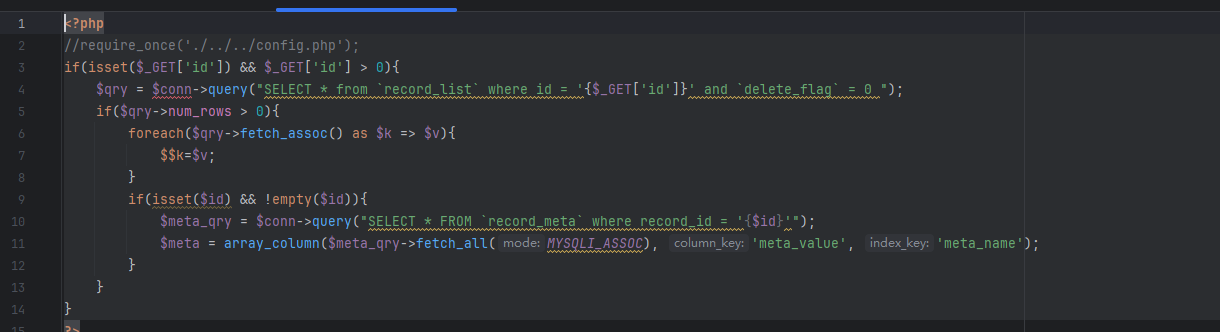 1 <?php
2 //require_once('./../../config.php');
3 if(isset($_GET['id']) && $_GET['id'] > 0){
4 $qry = $conn->query("SELECT * from `record_list` where id = '{$_GET['id']}' and `delete_flag` = 0 ");
5 if($qry->num_rows > 0){
6 foreach($qry->fetch_assoc() as $k => $v){
7 $$k=$v;
8 }
9 if(isset($id) && !empty($id)){
10 $meta_qry = $conn->query("SELECT * FROM `record_meta` where record_id = '{$id}'");
11 $meta = array_column($meta_qry->fetch_all( mode: MYSQLI_ASSOC), column_key: 'meta_value', index_key: 'meta_name');
12 }
13 }
14 }
15 ?>